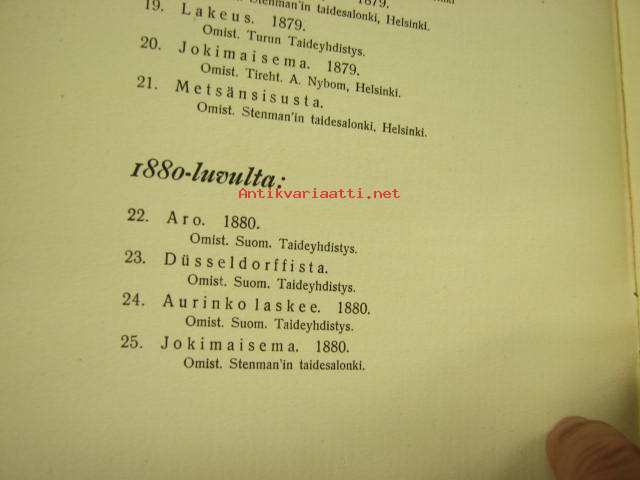 1879.
Stenman'in taidesalonki, Helsinki.
19. Lakeus. 1879.
Omist. Turun Taideyhdistys.
20. Jokimaisema. 1879.
Omist. Tireht. A. Nybom, Helsinki.
21. Metsänsisusta.
Omist. Stenman'in taidesalonki, Helsinki.
1880-luvulta:
Antikvariaatti.net
22. Aro. 1880.
Omist. Suom. Taideyhdistys.
23. Düsseldorffista.
Omist. Suom. Taideyhdistys.
24. Aurinko laskee. 1880.
Omist. Suom. Taideyhdistys.
25. Jokimaisema. 1880.
Omist. Stenman'in taidesalonki.